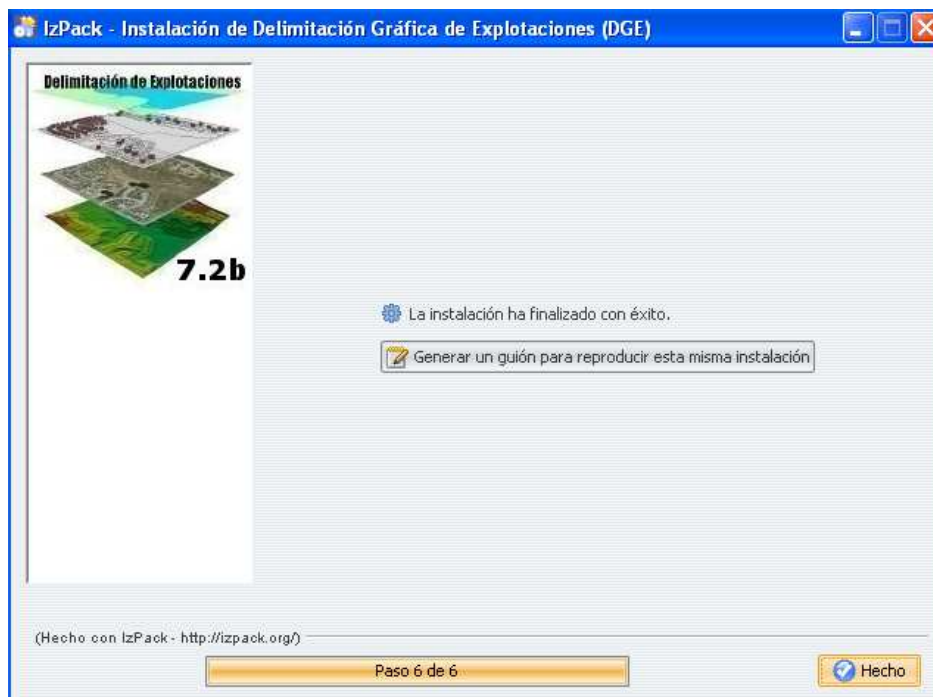 IzPack - Instalación de Delimitación Gráfica de Explotaciones (DGE)
Delimitación de Explotaciones
7.2b
La instalación ha finalizado con éxito.
Generar un guión para reproducir esta misma instalación
(Hecho con IzPack - http://izpack.org/)
Paso 6 de 6
Hecho